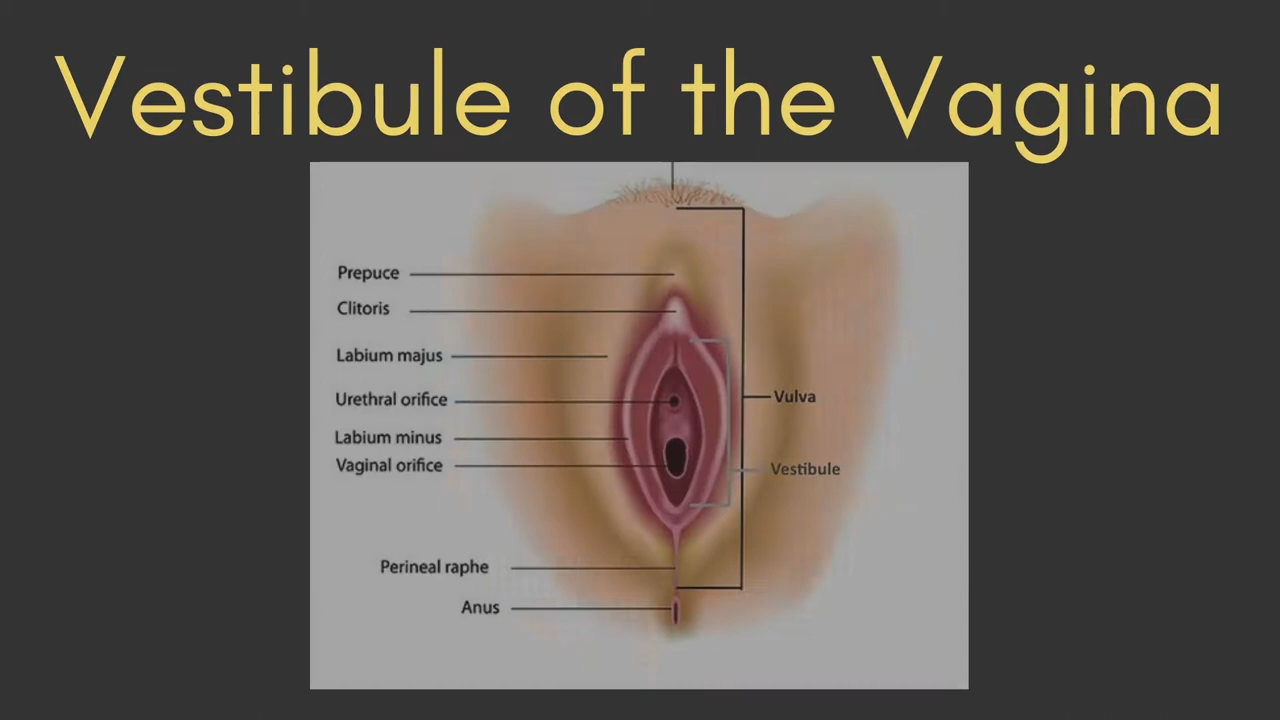 Vestibule of the Vagina
Prepuce
Clitoris
Labium majus
Urethral orifice
Vulva
Labium minus
Vaginal orifice
Vestibule
Perineal raphe
Anus